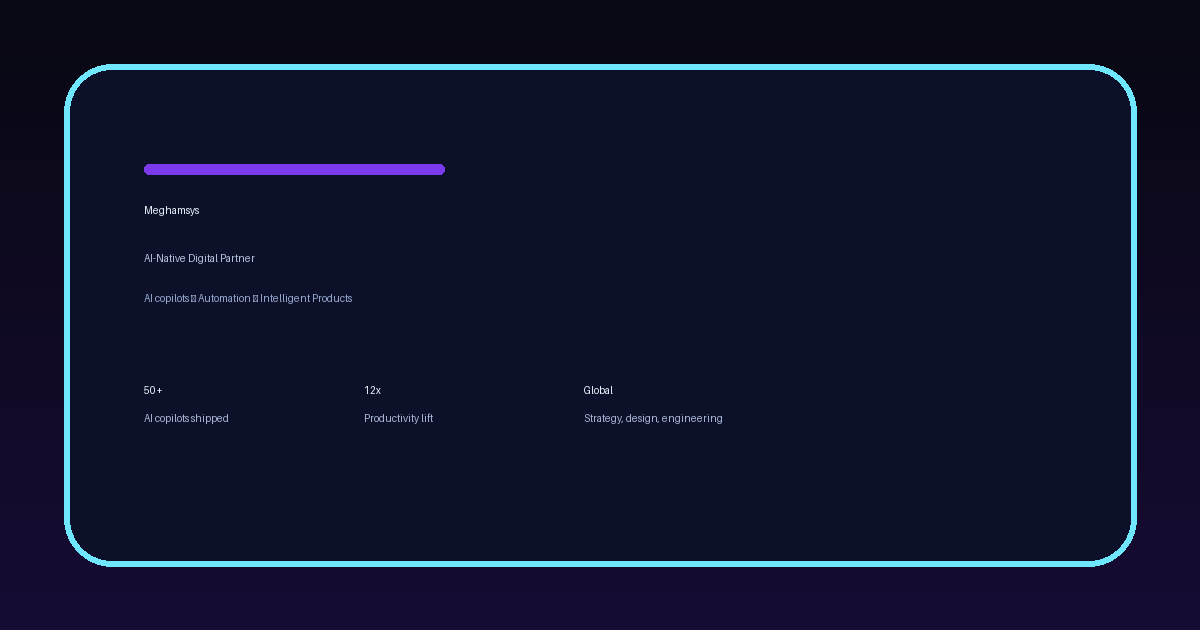 Meghamsys
AI-Native Digital Partner
AI copilots▯ Automation ▯ Intelligent Products
50+ 12x Global
AI copilots shipped Productivity lift Strategy, design, engineering